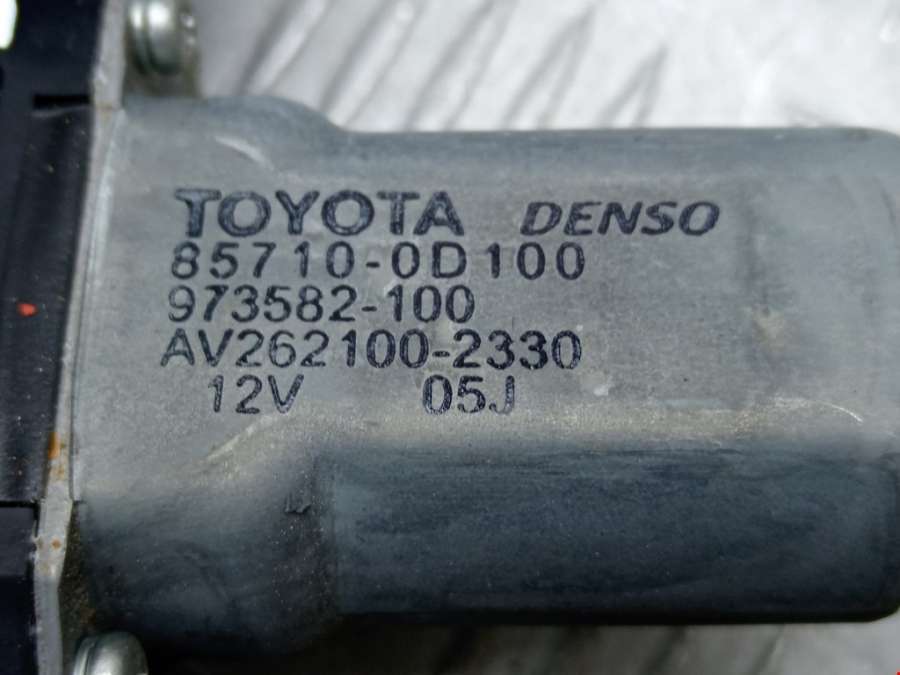 TOYOTA DENSO
85710-0D100
973582-100
AV262100-2330
12V 05J